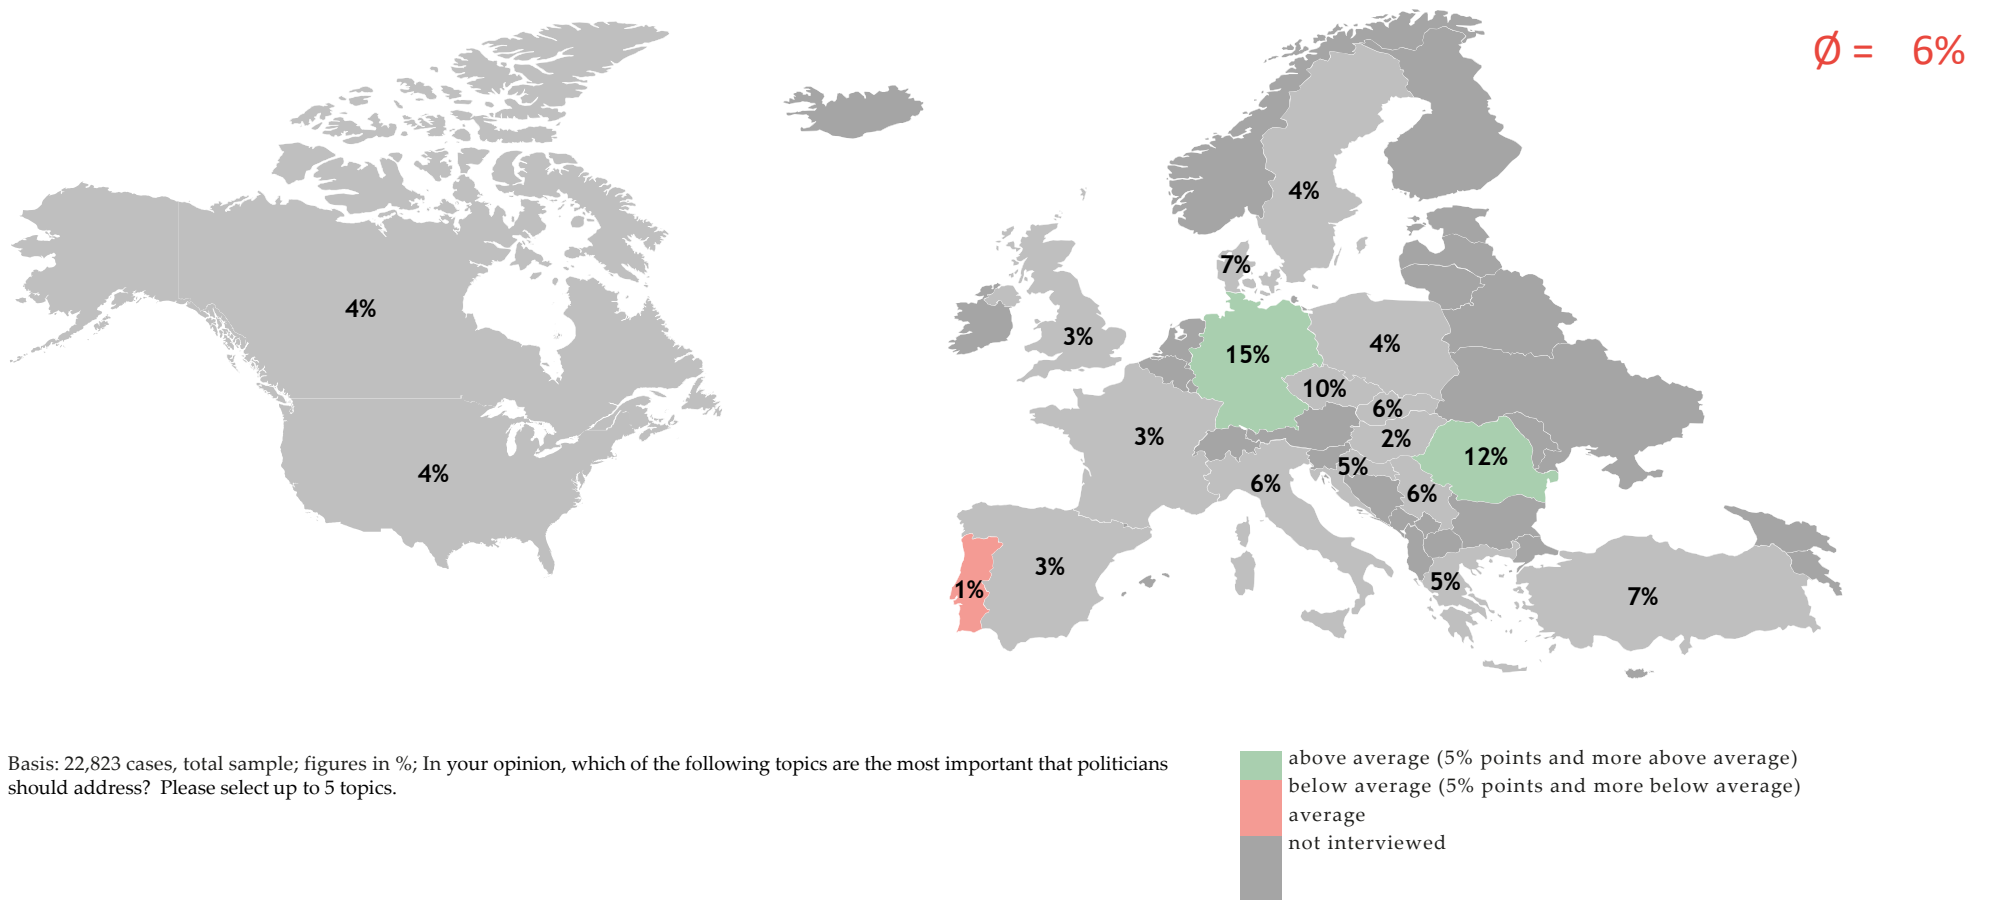 Ø = 6%
4%
7%
4%
3%
15%
4%
10%
6%
3%
2%
12%
5%
4%
6%
6%
3%
5%
1%
7%
Basis: 22,823 cases, total sample; figures in %; In your opinion, which of the following topics are the most important that politicians
should address? Please select up to 5 topics.
above average (5% points and more above average)
below average (5% points and more below average)
average
not interviewed